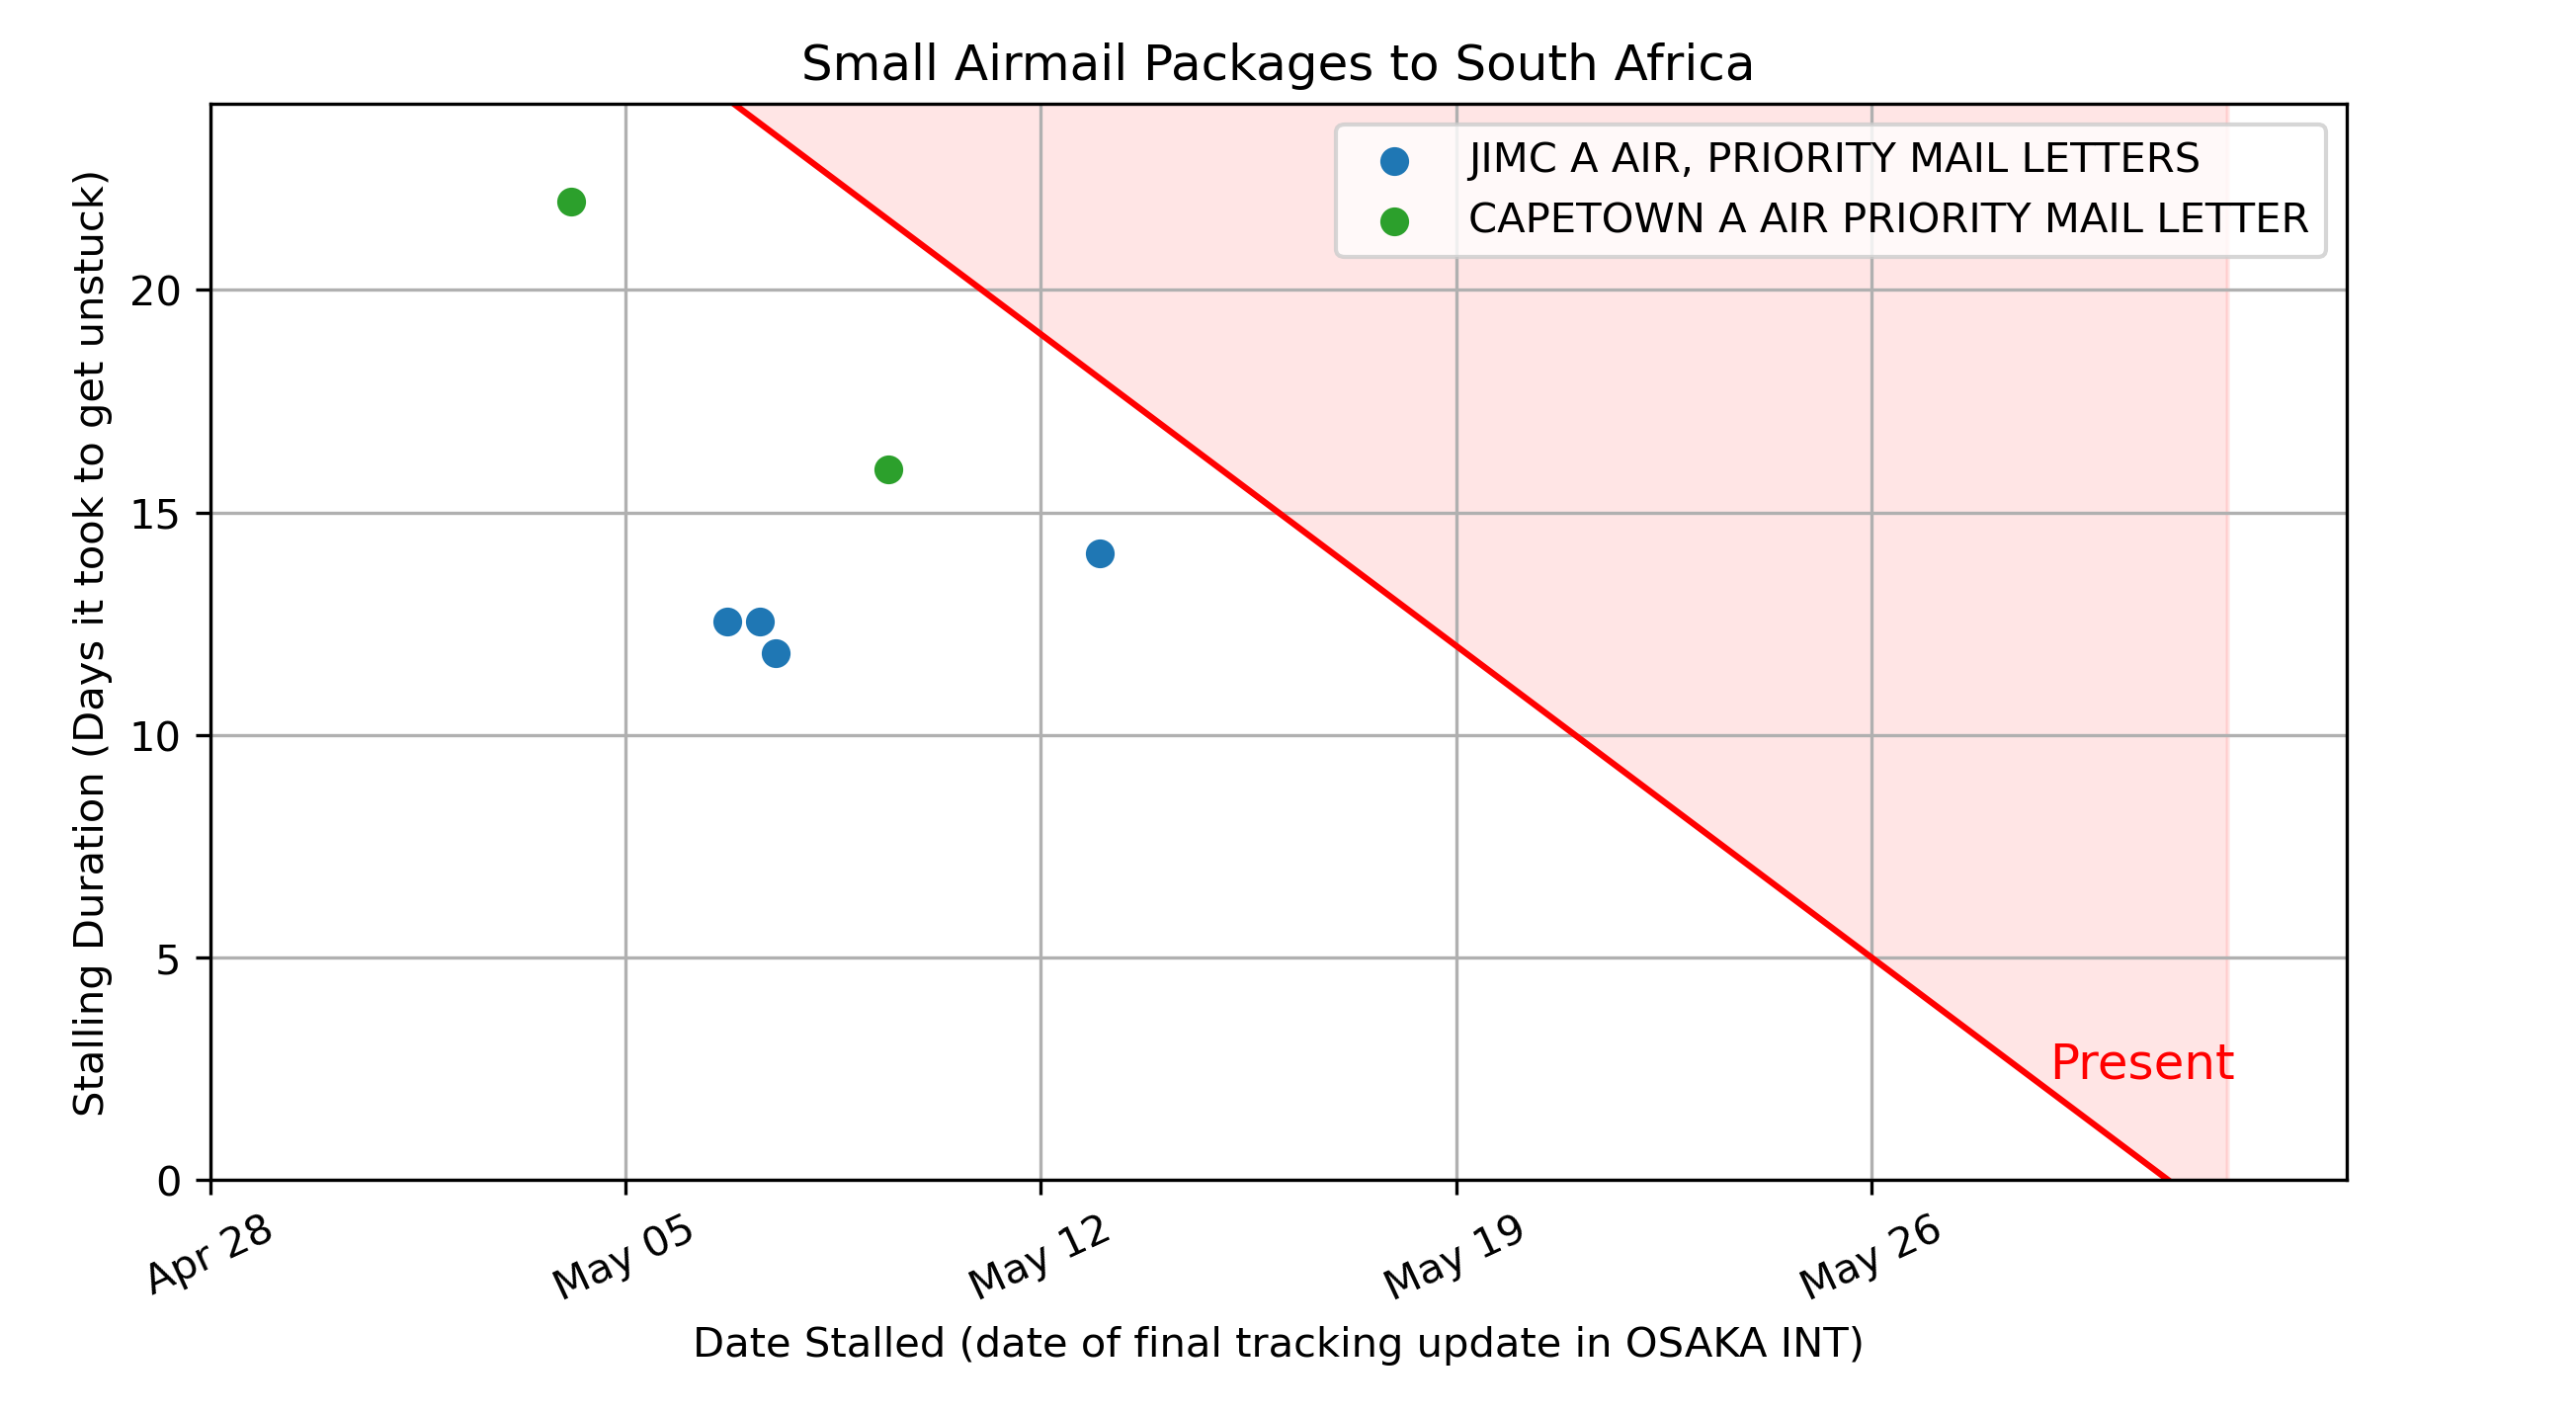 Small Airmail Packages to South Africa
JIMC A AIR, PRIORITY MAIL LETTERS
CAPETOWN A AIR PRIORITY MAIL LETTER
Stalling Duration (Days it took to get unstuck)
20
15
10
5
0
Present
Apr 28
May 05
May 12
May 19
May 26
Date Stalled (date of final tracking update in OSAKA INT)